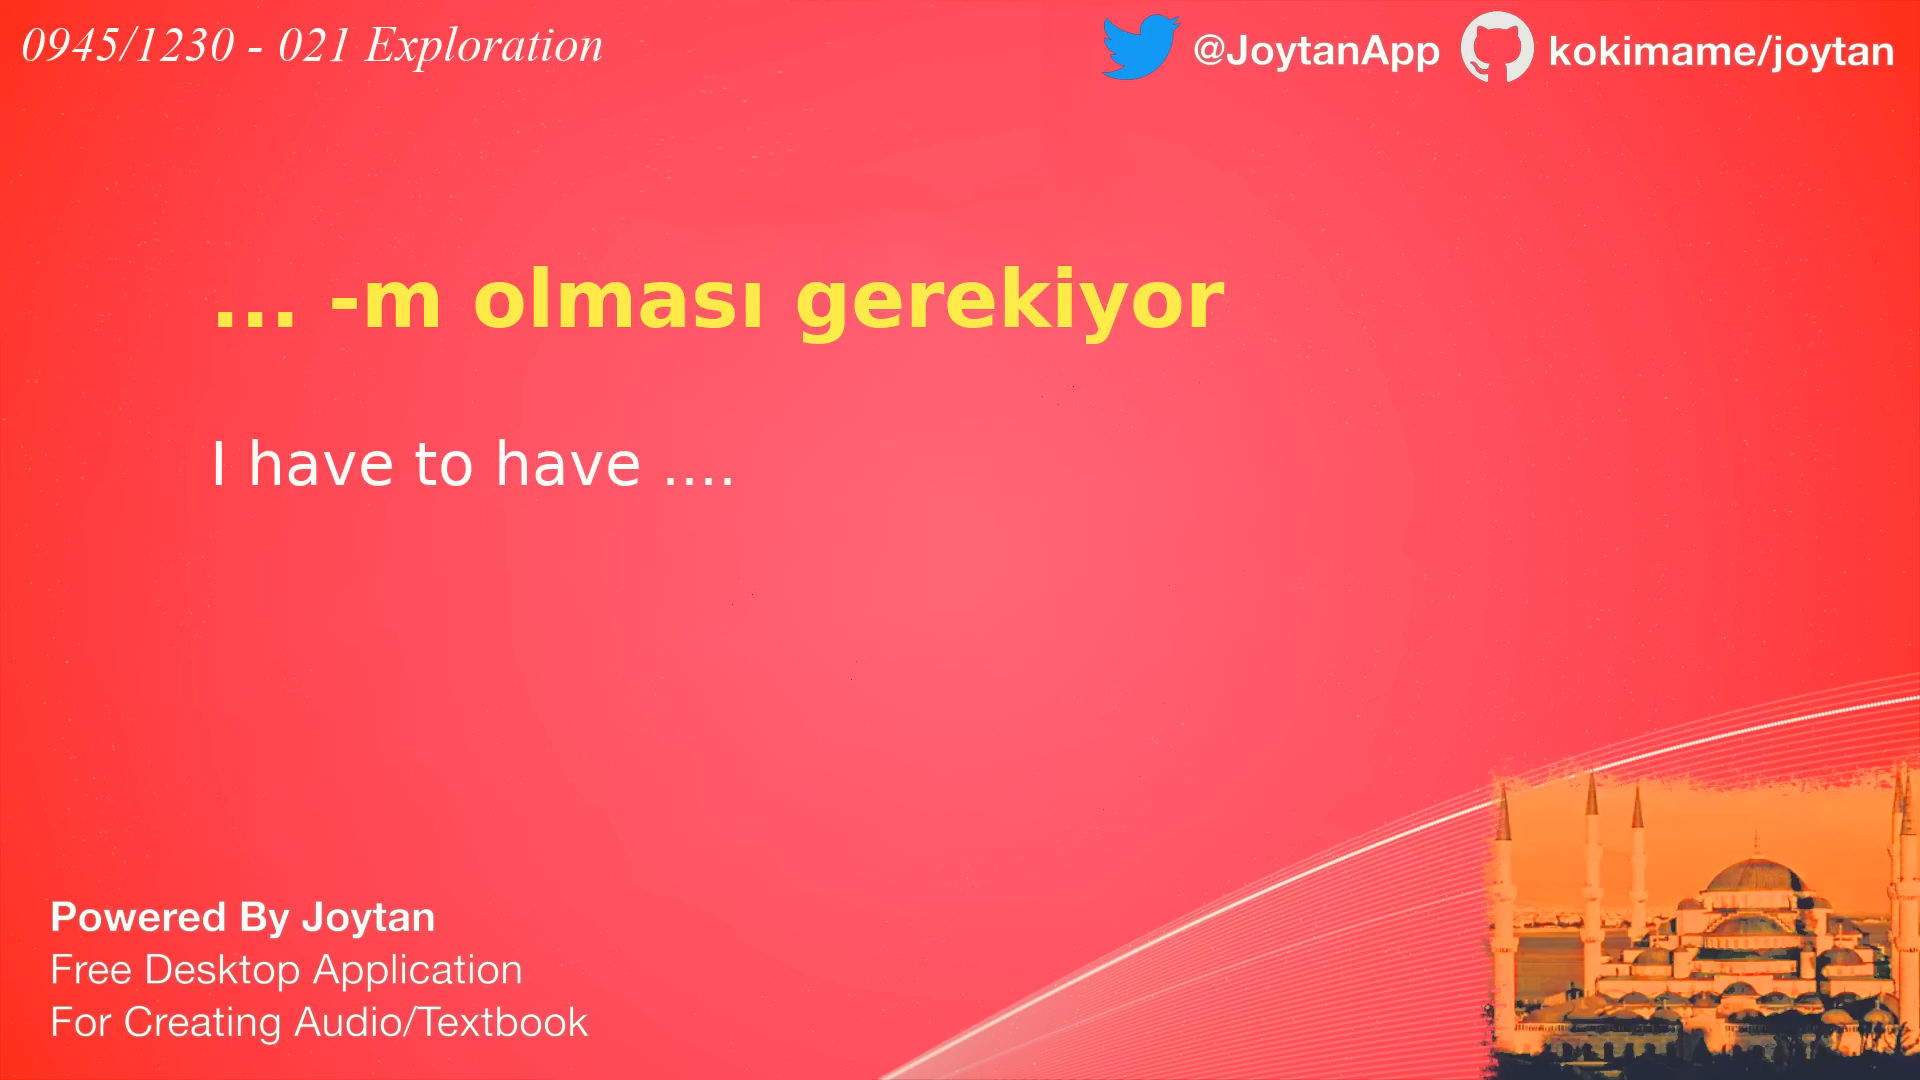 0945/1230 - 021 Exploration
@JoytanApp
kokimame/joytan
... -m olması gerekiyor
I have to have ....
Powered By Joytan
Free Desktop Application
For Creating Audio/Textbook